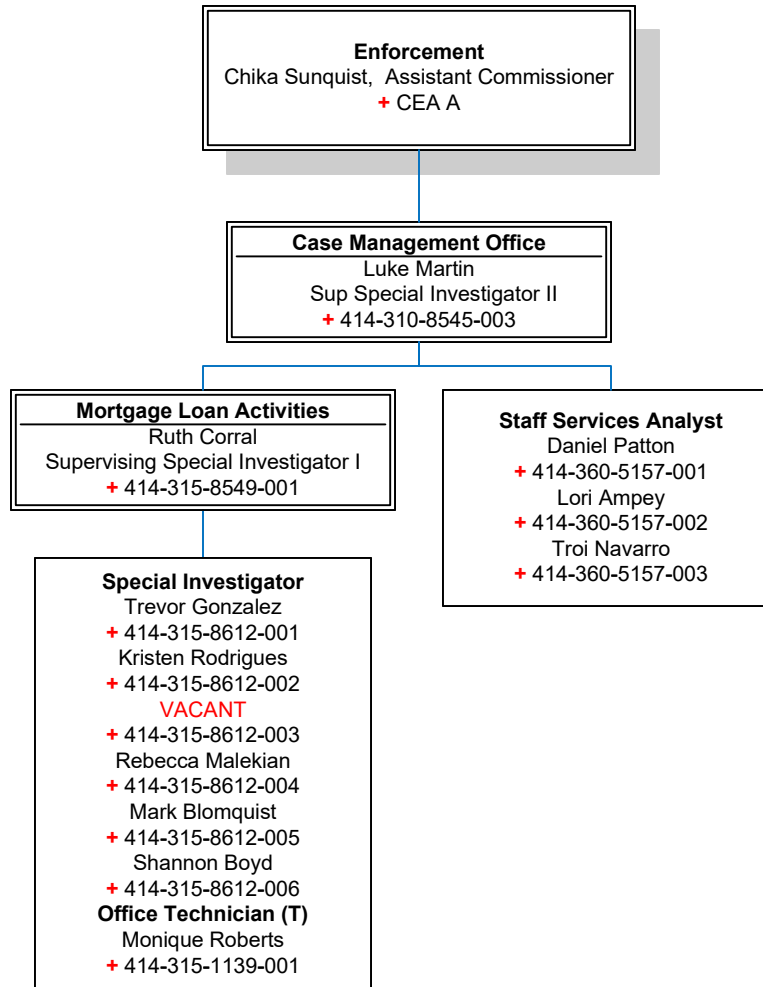 Enforcement
Chika Sunquist, Assistant Commissioner
+ CEA A
Case Management Office
Luke Martin
Sup Special Investigator II
+ 414-310-8545-003
Mortgage Loan Activities
Ruth Corral
Supervising Special Investigator I
+ 414-315-8549-001
Staff Services Analyst
Daniel Patton
+ 414-360-5157-001
Lori Ampey
+ 414-360-5157-002
Troi Navarro
+ 414-360-5157-003
Special Investigator
Trevor Gonzalez
+ 414-315-8612-001
Kristen Rodrigues
+ 414-315-8612-002
VACANT
+ 414-315-8612-003
Rebecca Malekian
+ 414-315-8612-004
Mark Blomquist
+ 414-315-8612-005
Shannon Boyd
+ 414-315-8612-006
Office Technician (T)
Monique Roberts
+ 414-315-1139-001